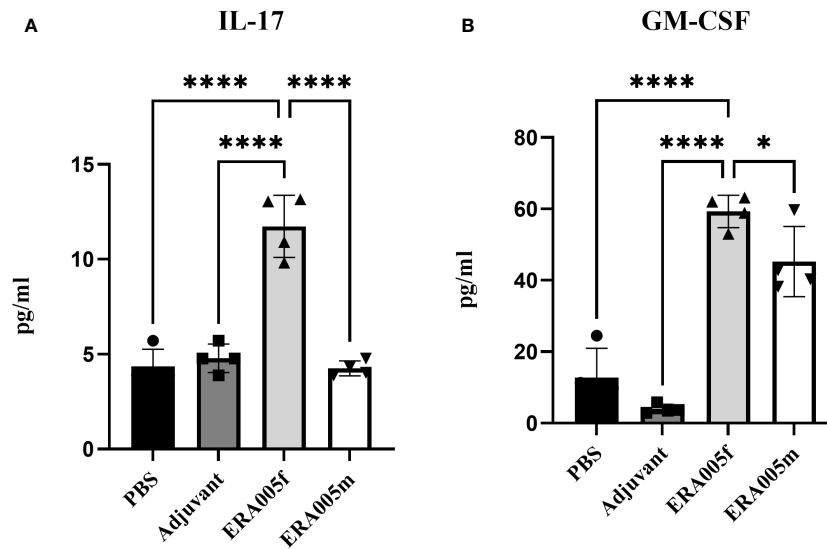 A
IL-17
****
****
****
15
10
5
0
pg/ml
PBS
Adjuvant
ERA005f
ERA005m
B
GM-CSF
****
****
*
80
60
40
20
0
pg/ml
PBS
Adjuvant
ERA005f
ERA005m